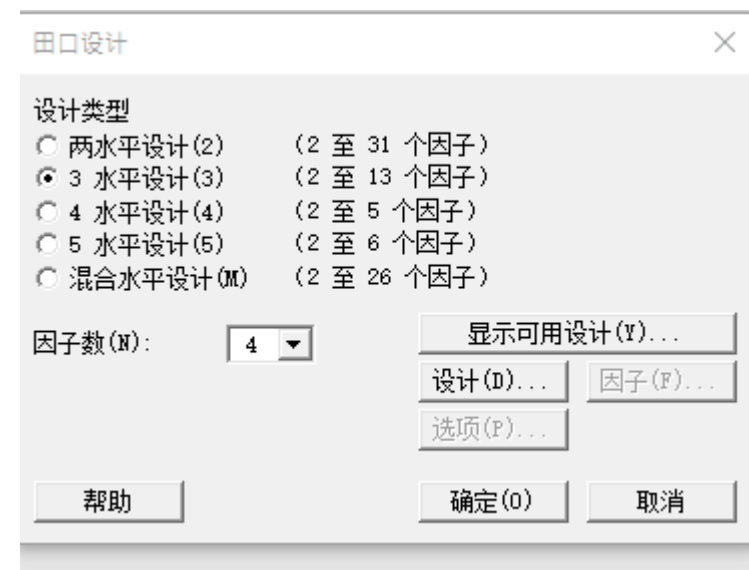 田口设计
设计类型
两水平设计(2) (2 至 31 个因子)
3 水平设计(3) (2 至 13 个因子)
4 水平设计(4) (2 至 5 个因子)
5 水平设计(5) (2 至 6 个因子)
混合水平设计(M) (2 至 26 个因子)
因子数(N): 4 显示可用设计(Y)...
设计(D)... 因子(F)...
选项(P)...
帮助 确定(O) 取消